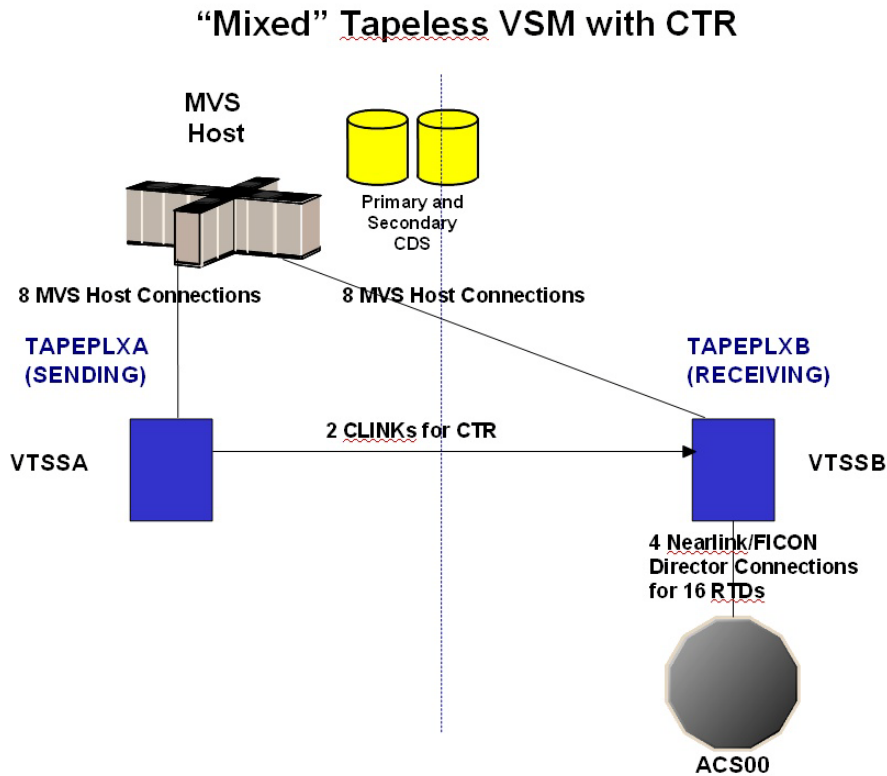 “Mixed” Tapeless VSM with CTR
MVS
Host
Primary and
Secondary
CDS
8 MVS Host Connections
8 MVS Host Connections
TAPEPLXA
(SENDING)
TAPEPLXB
(RECEIVING)
2 CLINKs for CTR
VTSSA
VTSSB
4 Nearlink/FICON
Director Connections
for 16 RTDs
ACS00